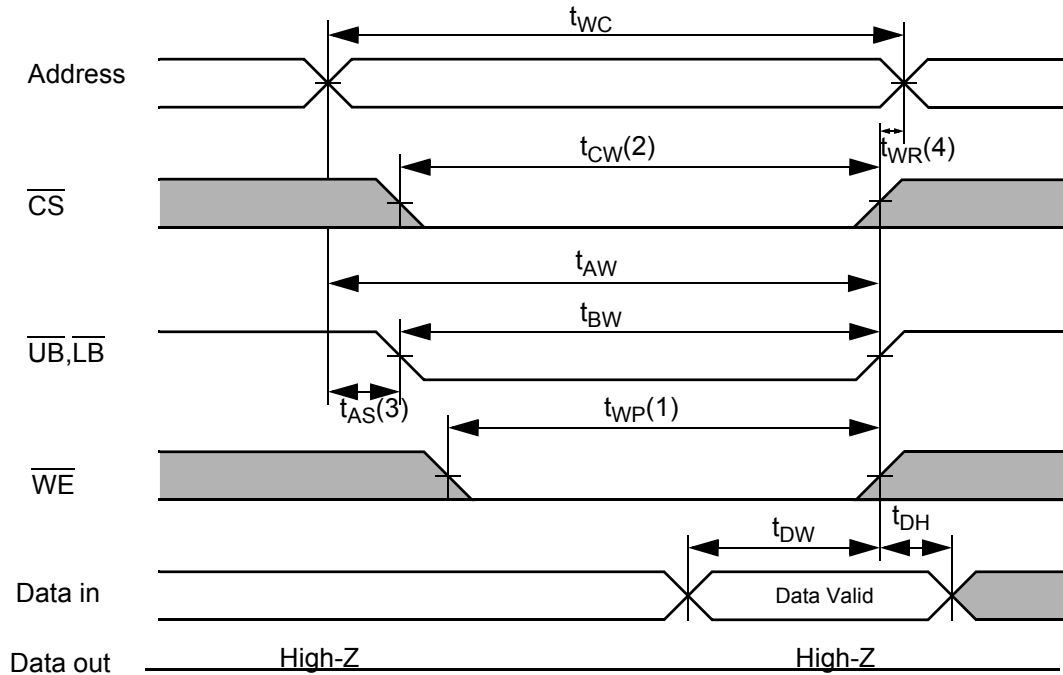 tWC
Address
tCW(2)
tWR(4)
CS
tAW
tBW
UB,LB
tAS(3)
tWP(1)
WE
tDW
tDH
Data in
Data Valid
Data out
High-Z
High-Z